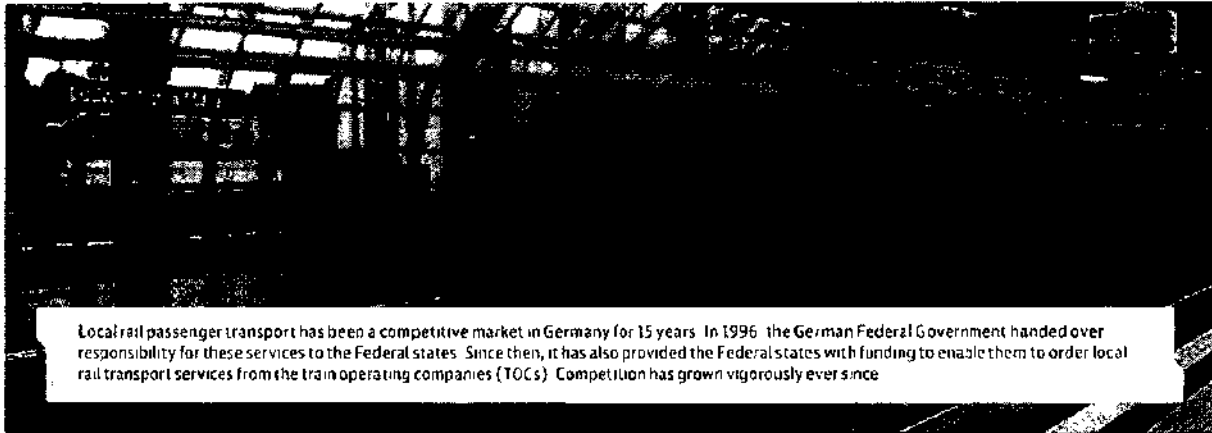 Local rail passenger transport has been a competitive market in Germany for 15 years. In 1996, the German Federal Government handed over
responsibility for these services to the Federal states. Since then, it has also provided the Federal states with funding to enable them to order local
rail transport services from the train operating companies (TOCs). Competition has grown vigorously ever since